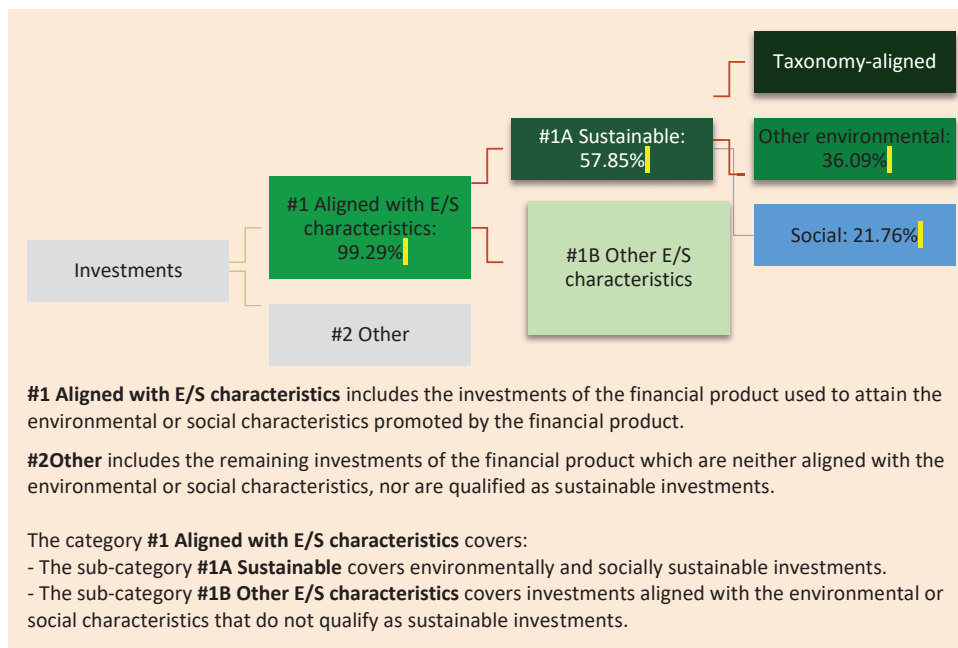 Taxonomy-aligned
#1A Sustainable:
57.85%
Other environmental:
36.09%
#1 Aligned with E/S
characteristics:
99.29%
Social: 21.76%
Investments
#1B Other E/S
characteristics
#2 Other
#1 Aligned with E/S characteristics includes the investments of the financial product used to attain the
environmental or social characteristics promoted by the financial product.
#2Other includes the remaining investments of the financial product which are neither aligned with the
environmental or social characteristics, nor are qualified as sustainable investments.
The category #1 Aligned with E/S characteristics covers:
- The sub-category #1A Sustainable covers environmentally and socially sustainable investments.
- The sub-category #1B Other E/S characteristics covers investments aligned with the environmental or
social characteristics that do not qualify as sustainable investments.